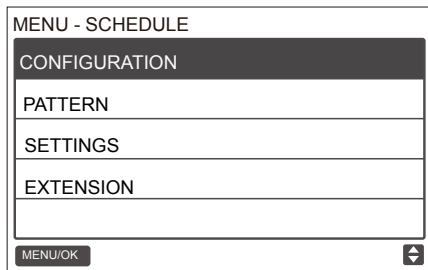 MENU - SCHEDULE
CONFIGURATION
PATTERN
SETTINGS
EXTENSION
MENU/OK